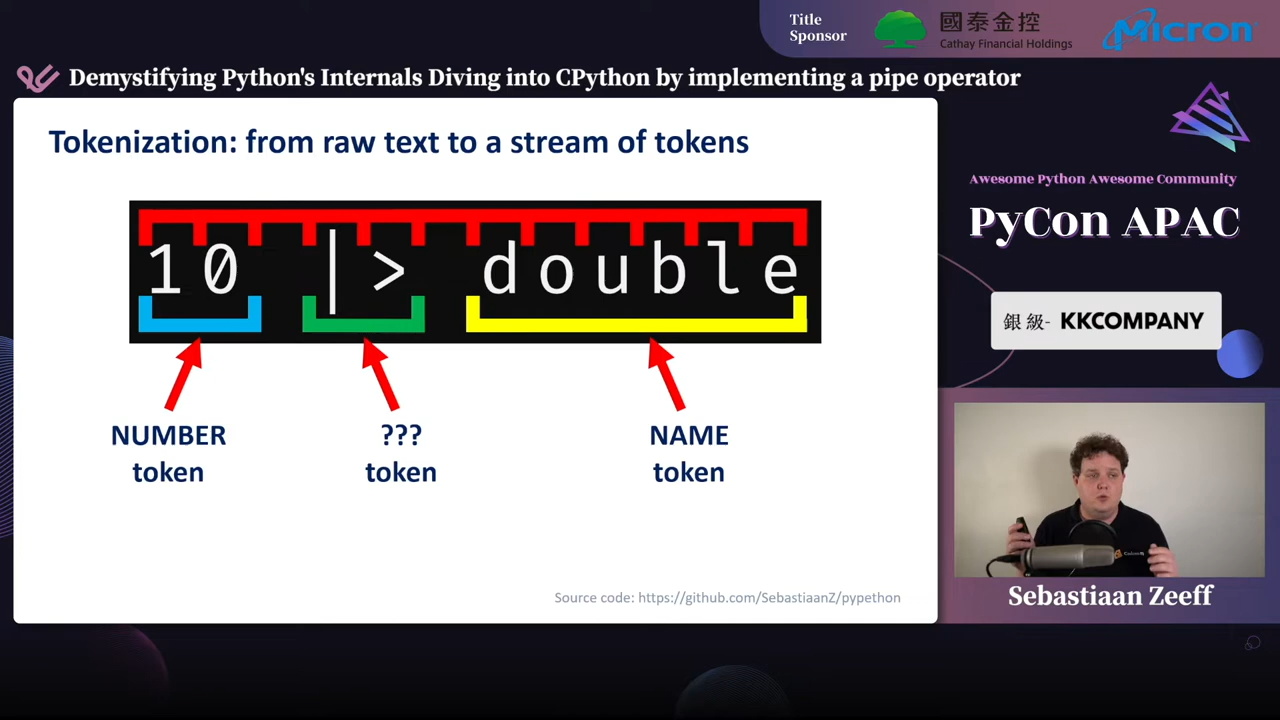 Title
Sponsor
國泰金控
Cathay Financial Holdings
Micron
Demystifying Python's Internals Diving into CPython by implementing a pipe operator
Tokenization: from raw text to a stream of tokens
10 |> double
NUMBER
token
???
token
NAME
token
Source code: https://github.com/SebastiaanZ/pypethon
Awesome Python Awesome Community
PyCon APAC
銀級- KKCOMPANY
Sebastiaan Zeeff